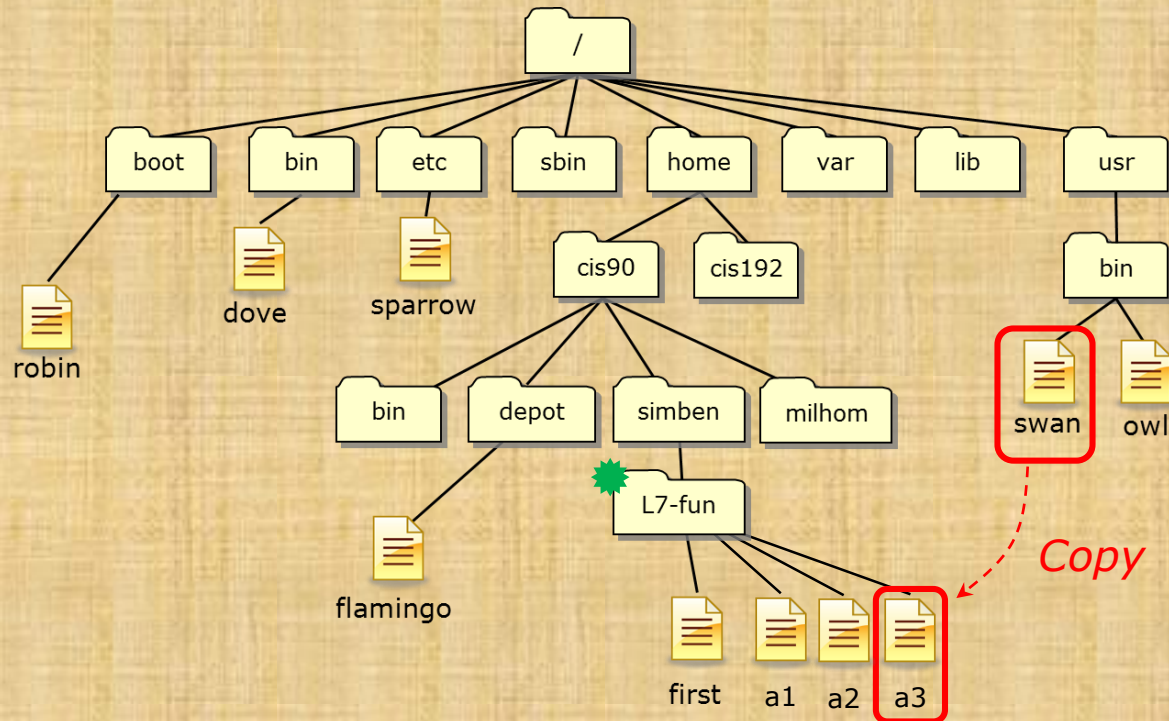 /
boot bin etc sbin home var lib usr
cis90 cis192 bin
dove sparrow
robin
bin depot simben milhom swan owl
L7-fun
Copy
flamingo
first a1 a2 a3